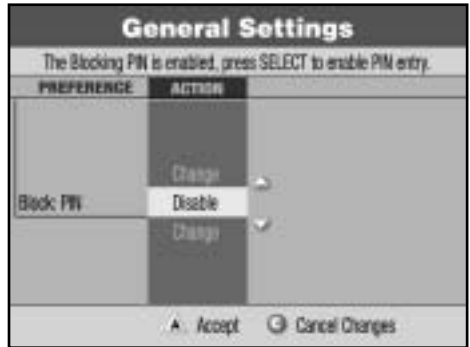 General Settings
The Blocking PIN is enabled, press SELECT to enable PIN entry.
PREFERENCE ACTION
Change
Block: PIN Disable
Change
A Accept C Cancel Changes